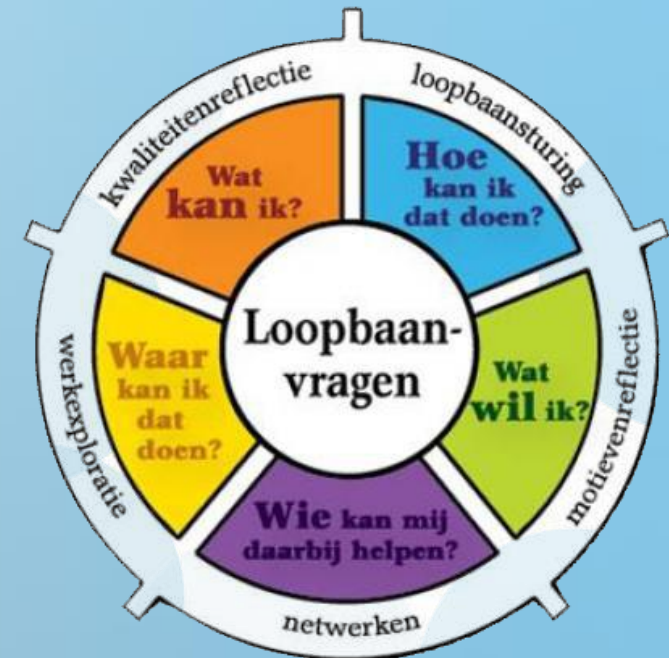 kwaliteitenreflectie
loopbaansturing
Wat
kan ik?
Hoe
kan ik
dat doen?
Loopbaan-
vragen
Waar
kan ik
dat
doen?
Wat
wil ik?
Wie kan mij
daarbij helpen?
werkexploratie
motievenreflectie
netwerken